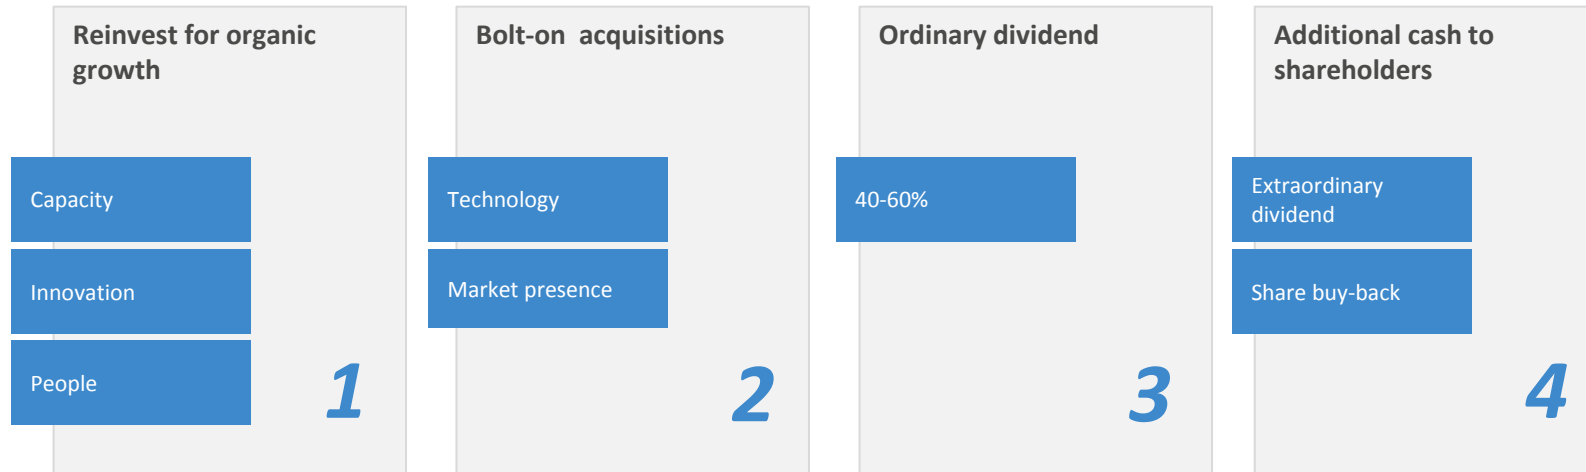 Reinvest for organic
growth
Capacity
Innovation
People
1
Bolt-on  acquisitions
Technology
Market presence
2
Ordinary dividend
40-60%
3
Additional cash to
shareholders
Extraordinary
dividend
Share buy-back
4